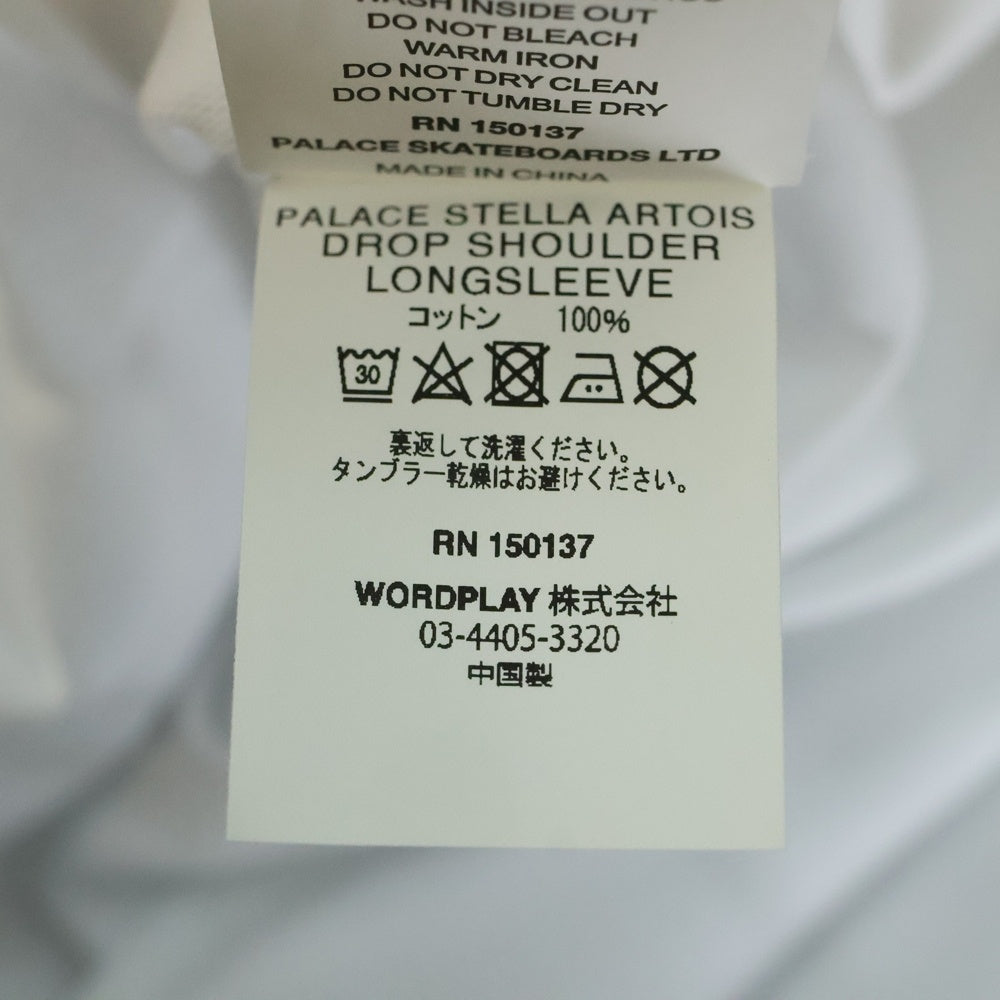 INSIDE OUT
DO NOT BLEACH
WARM IRON
DO NOT DRY CLEAN
DO NOT TUMBLE DRY
RN 150137
PALACE SKATEBOARDS LTD
MADE IN CHINA
PALACE STELLA ARTOIS
DROP SHOULDER
LONGSLEEVE
コットン 100%
30
裏返して洗濯ください。
タンブラー乾燥はお避けください。
RN 150137
WORDPLAY 株式会社
03-4405-3320
中国製